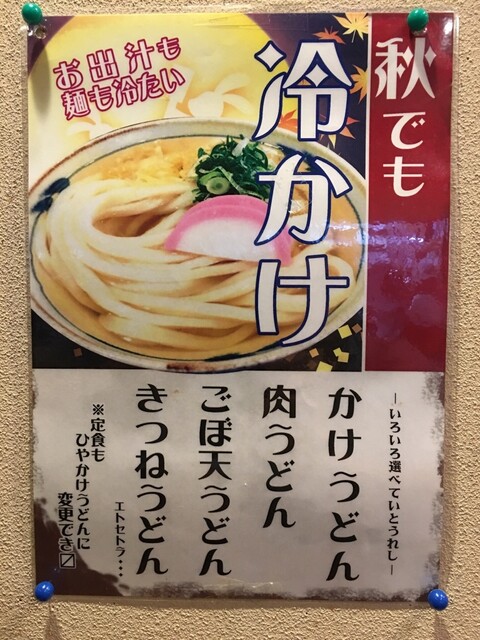 秋でも
冷かけ
お出汁も
麺も冷たい
―いろいろ選べていとうれし―
かけうどん
肉うどん
ごぼ天うどん
きつねうどん
エトセトラ…
※定食も
ひやかけうどんに
変更でき〼